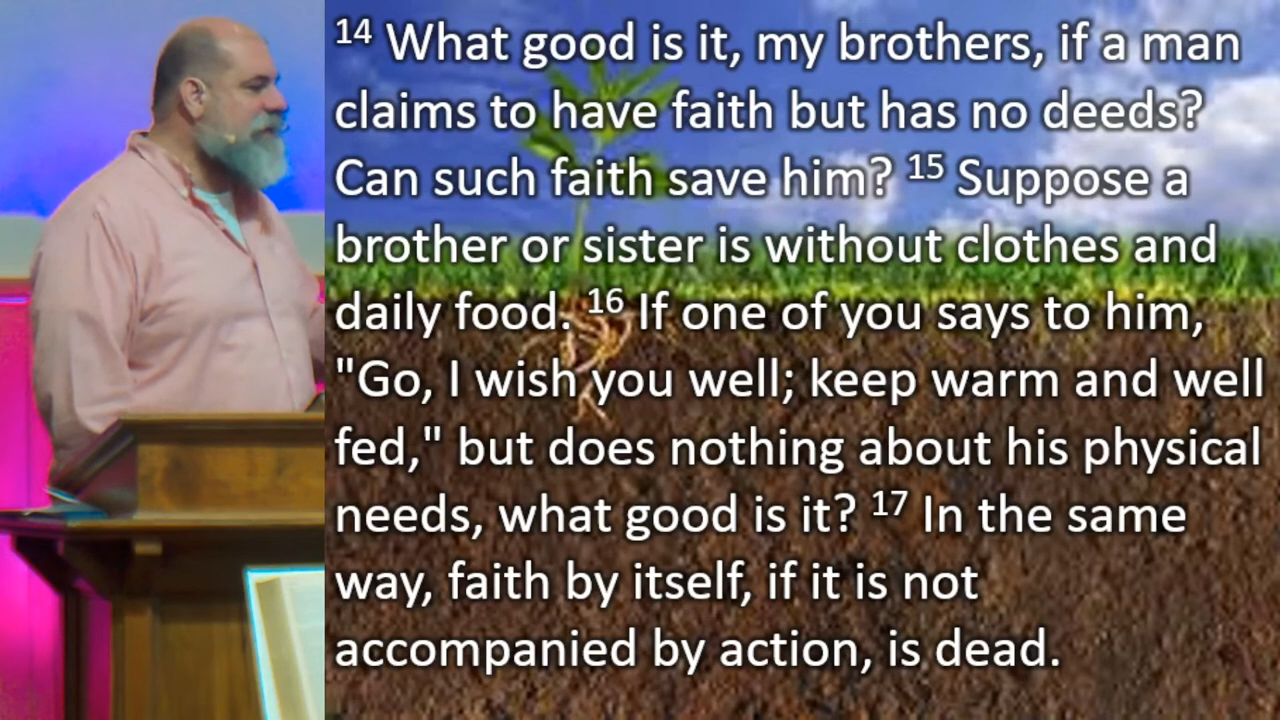 14 What good is it, my brothers, if a man
claims to have faith but has no deeds?
Can such faith save him? 15 Suppose a
brother or sister is without clothes and
daily food. 16 If one of you says to him,
"Go, I wish you well; keep warm and well
fed," but does nothing about his physical
needs, what good is it? 17 In the same
way, faith by itself, if it is not
accompanied by action, is dead.